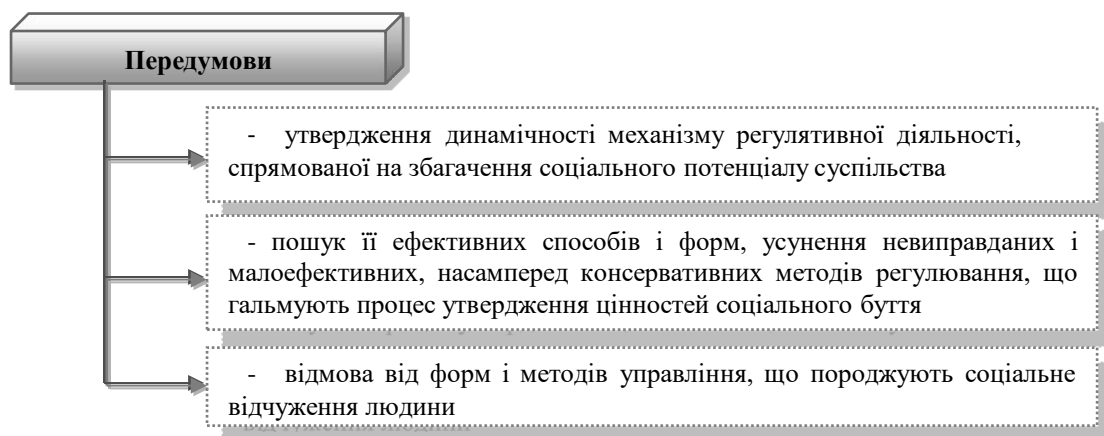 Передумови
- утвердження динамічності механізму регулятивної діяльності,
спрямованої на збагачення соціального потенціалу суспільства
- пошук її ефективних способів і форм, усунення невиправданих і
малоефективних, насамперед консервативних методів регулювання, що
гальмують процес утвердження цінностей соціального буття
- відмова від форм і методів управління, що породжують соціальне
відчуження людини